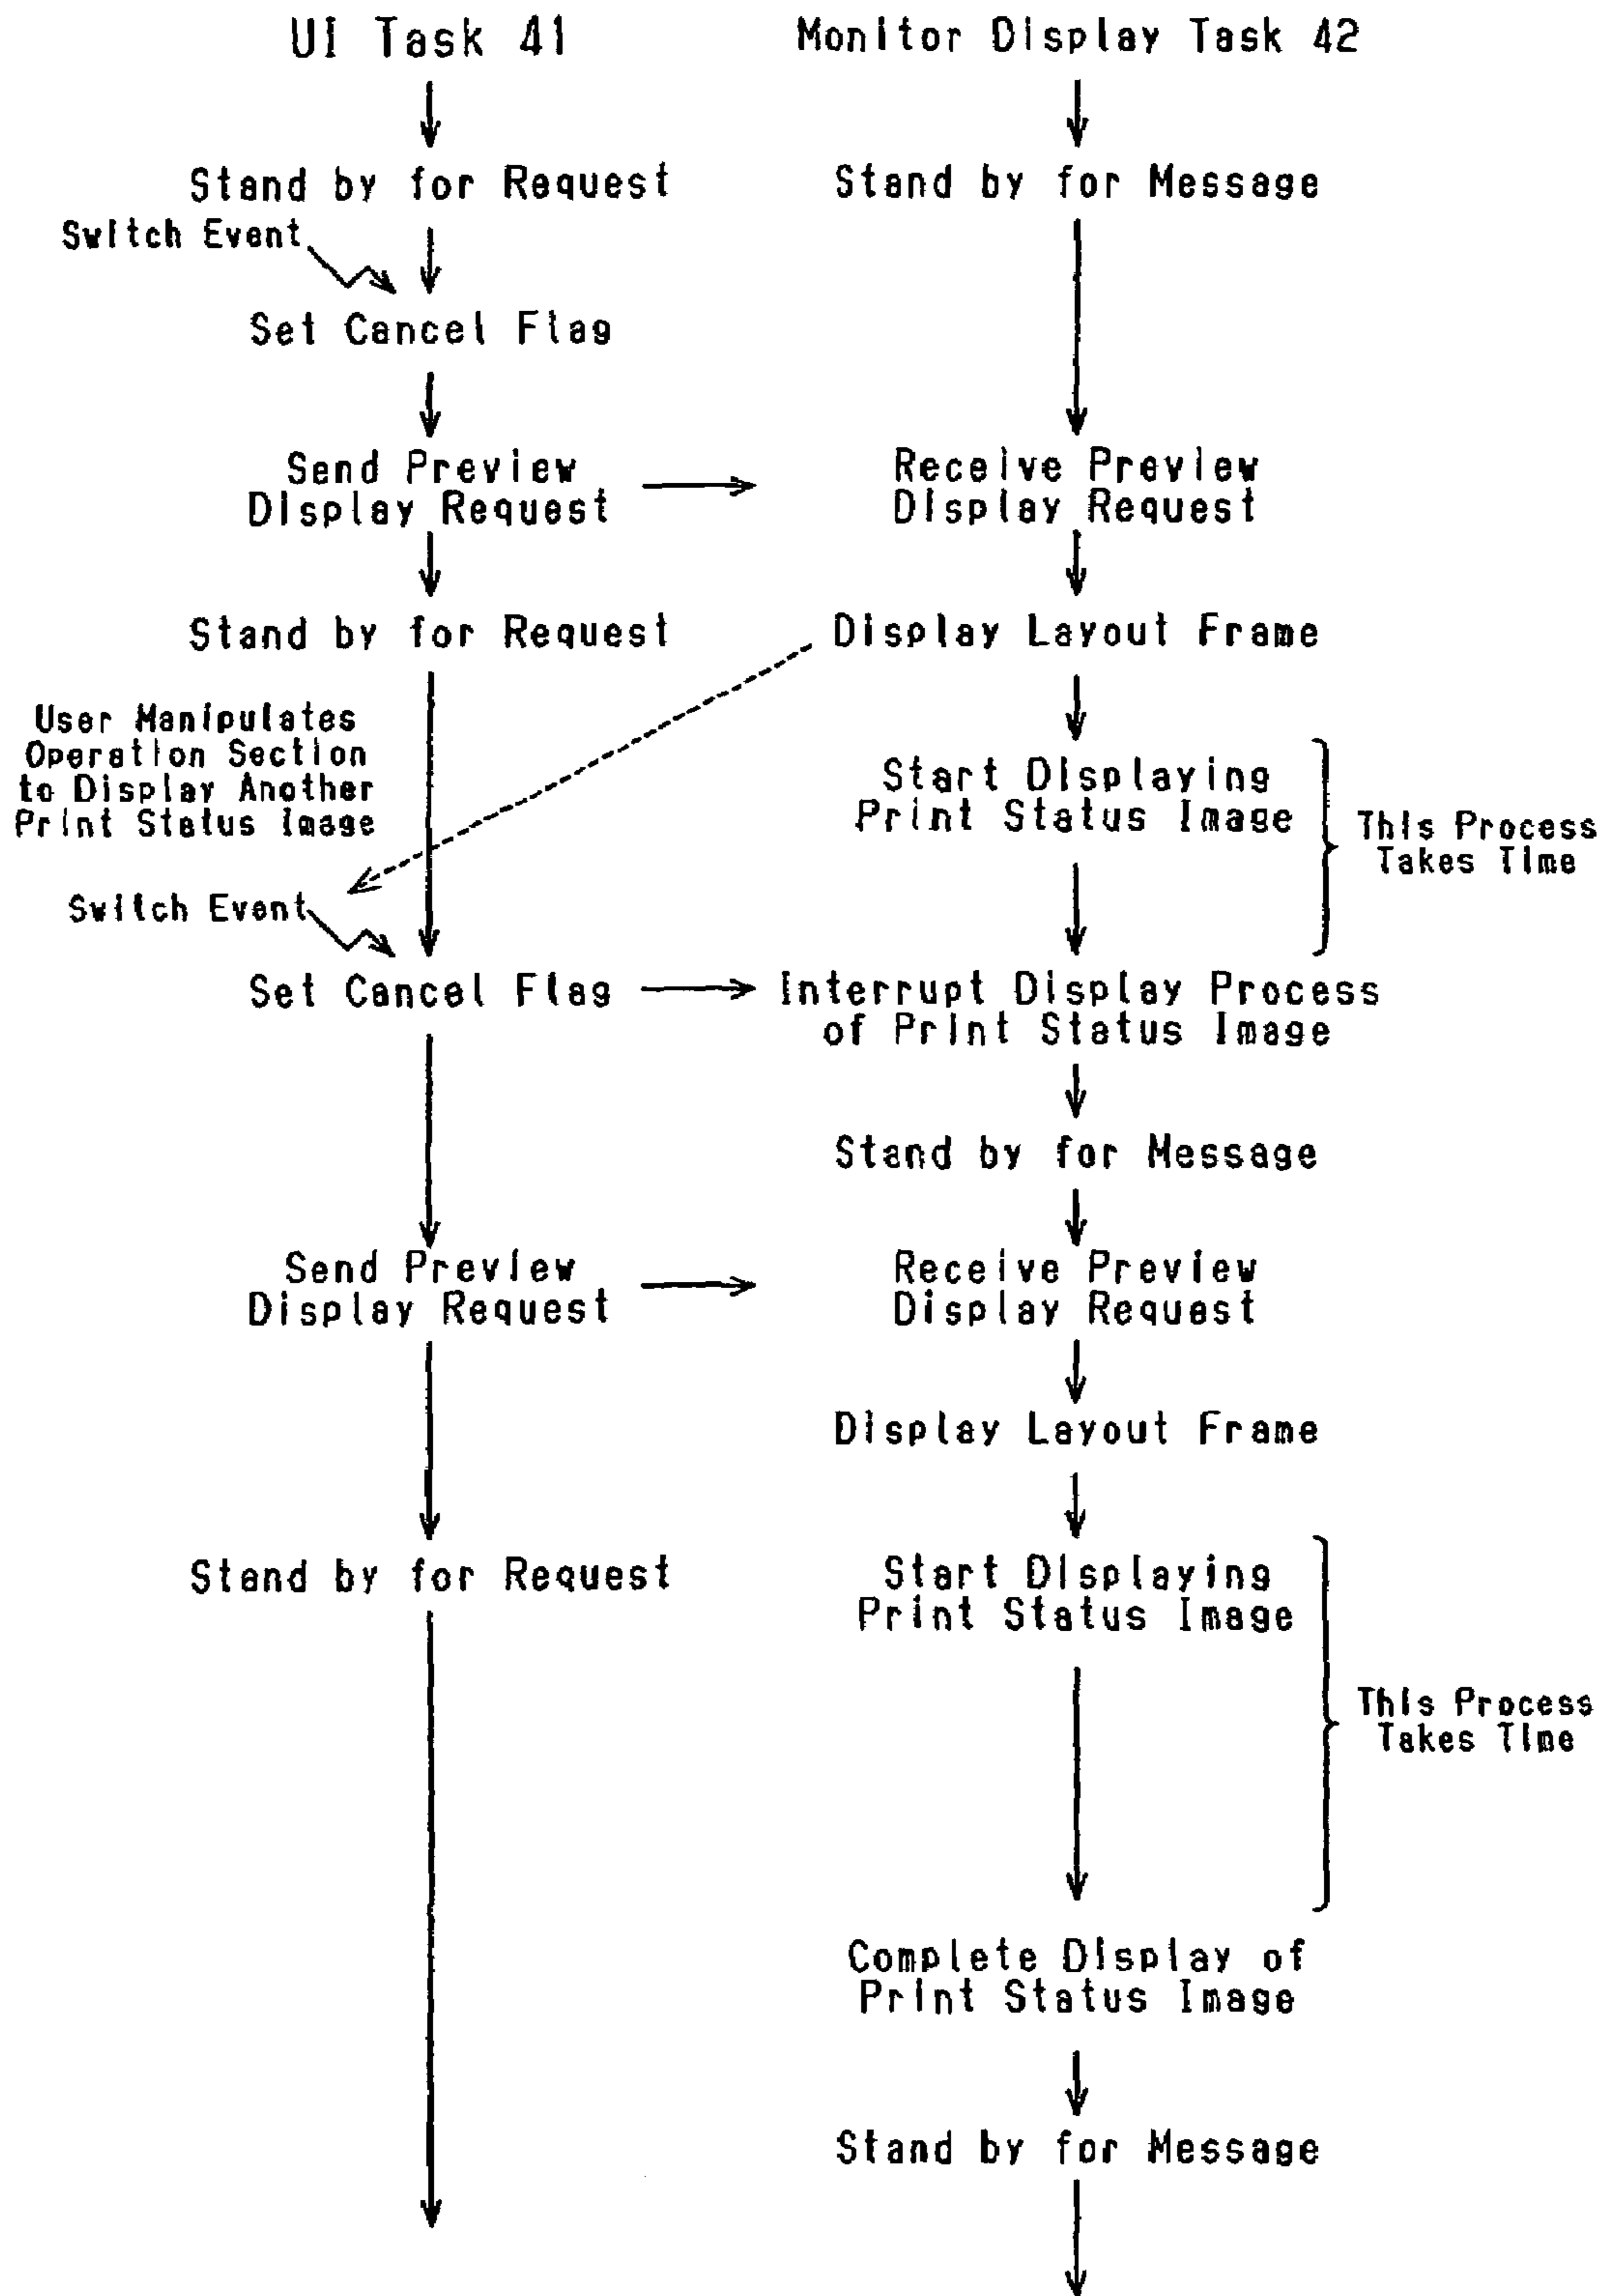 UI Task 41
Monitor Display Task 42
Stand by for Request
Stand by for Message
Switch Event
Set Cancel Flag
Send Preview
Display Request
Receive Preview
Display Request
Stand by for Request
Display Layout Frame
User Manipulates
Operation Section
to Display Another
Print Status Image
Start Displaying
Print Status Image
This Process
Takes Time
Switch Event
Set Cancel Flag
Interrupt Display Process
of Print Status Image
Stand by for Message
Send Preview
Display Request
Receive Preview
Display Request
Display Layout Frame
Stand by for Request
Start Displaying
Print Status Image
This Process
Takes Time
Complete Display of
Print Status Image
Stand by for Message